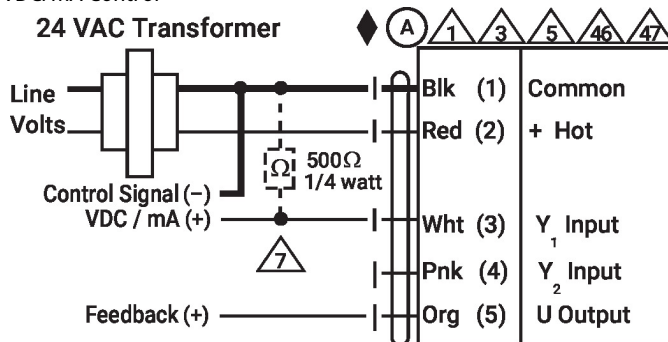 24 VAC Transformer
A 1 3 5 46 47
Line
Volts
Blk (1) Common
Red (2) + Hot
Ω 500Ω
1/4 watt
Control Signal (−)
VDC / mA (+)
7
Wht (3) Y1 Input
Pnk (4) Y2 Input
Feedback (+)
Org (5) U Output